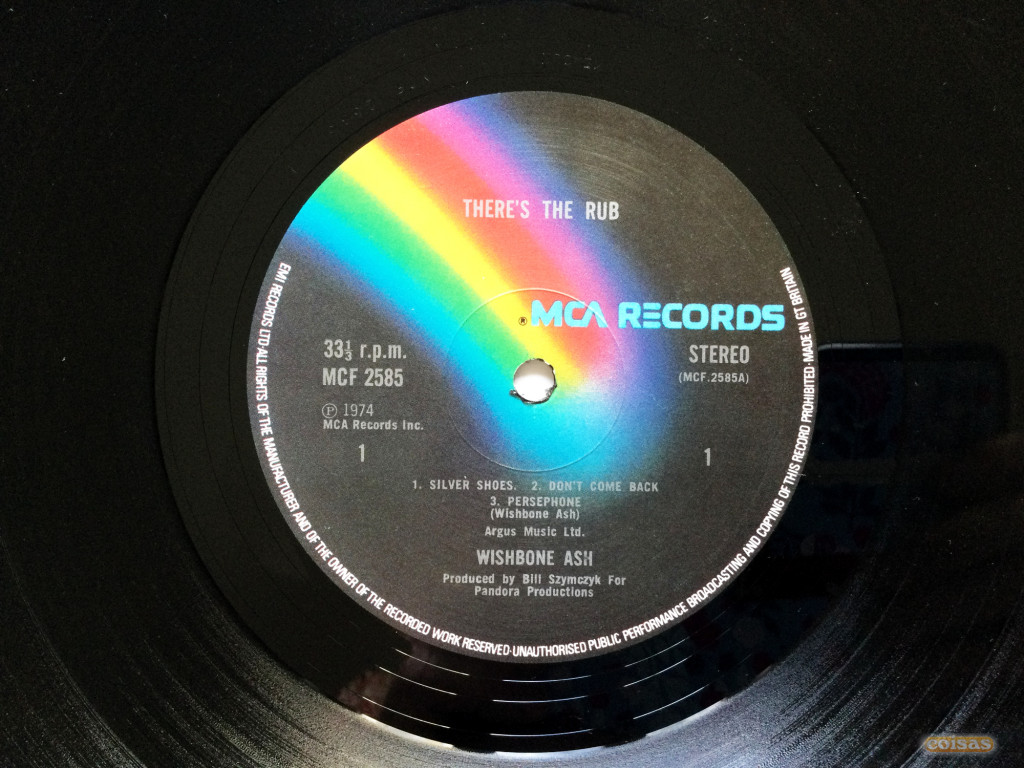 THERE'S THE RUB
® MCA RECORDS
33⅓ r.p.m.
MCF 2585
STEREO
(MCF.2585A)
Ⓟ 1974
MCA Records Inc.
1
1
1. SILVER SHOES. 2. DON'T COME BACK
3. PERSEPHONE
(Wishbone Ash)
Argus Music Ltd.
WISHBONE ASH
Produced by Bill Szymczyk For
Pandora Productions
EMI RECORDS LTD·ALL RIGHTS OF THE MANUFACTURER AND OF THE OWNER OF THE RECORDED WORK RESERVED·UNAUTHORISED PUBLIC PERFORMANCE BROADCASTING AND COPYING OF THIS RECORD PROHIBITED·MADE IN GT BRITAIN
coisas